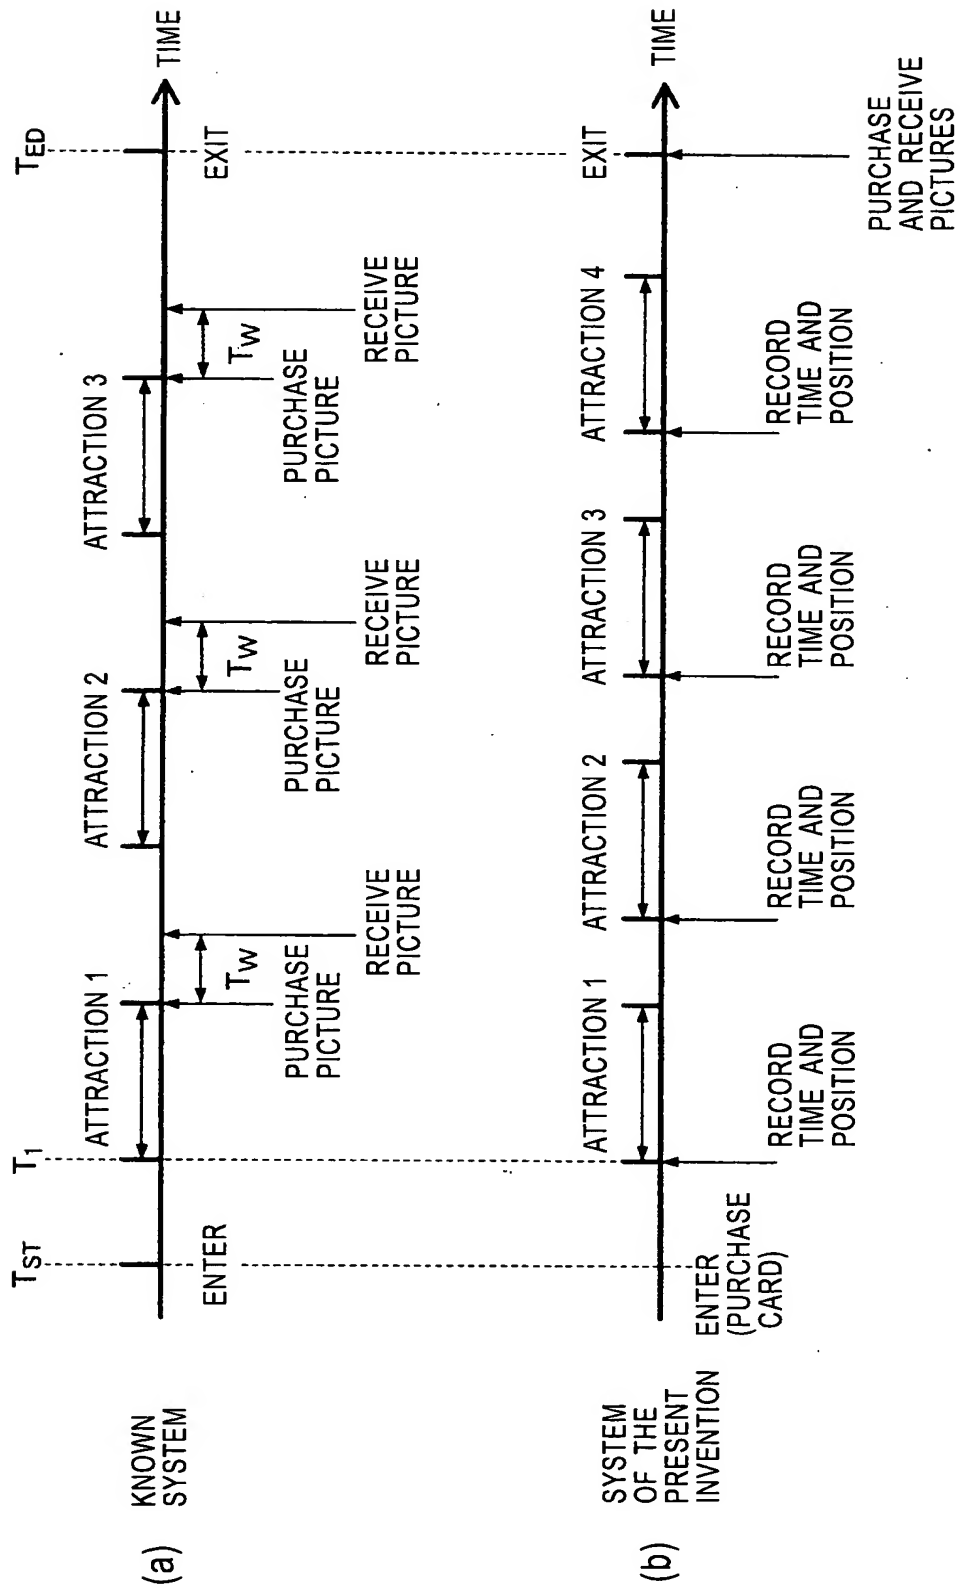 (a) KNOWN
SYSTEM
TST
T1
TED
ENTER
ATTRACTION 1
ATTRACTION 2
ATTRACTION 3
TW
TW
TW
PURCHASE
PICTURE
RECEIVE
PICTURE
PURCHASE
PICTURE
RECEIVE
PICTURE
PURCHASE
PICTURE
RECEIVE
PICTURE
EXIT
TIME
(b) SYSTEM
OF THE
PRESENT
INVENTION
ENTER
(PURCHASE
CARD)
ATTRACTION 1
ATTRACTION 2
ATTRACTION 3
ATTRACTION 4
RECORD
TIME AND
POSITION
RECORD
TIME AND
POSITION
RECORD
TIME AND
POSITION
RECORD
TIME AND
POSITION
EXIT
TIME
PURCHASE
AND RECEIVE
PICTURES